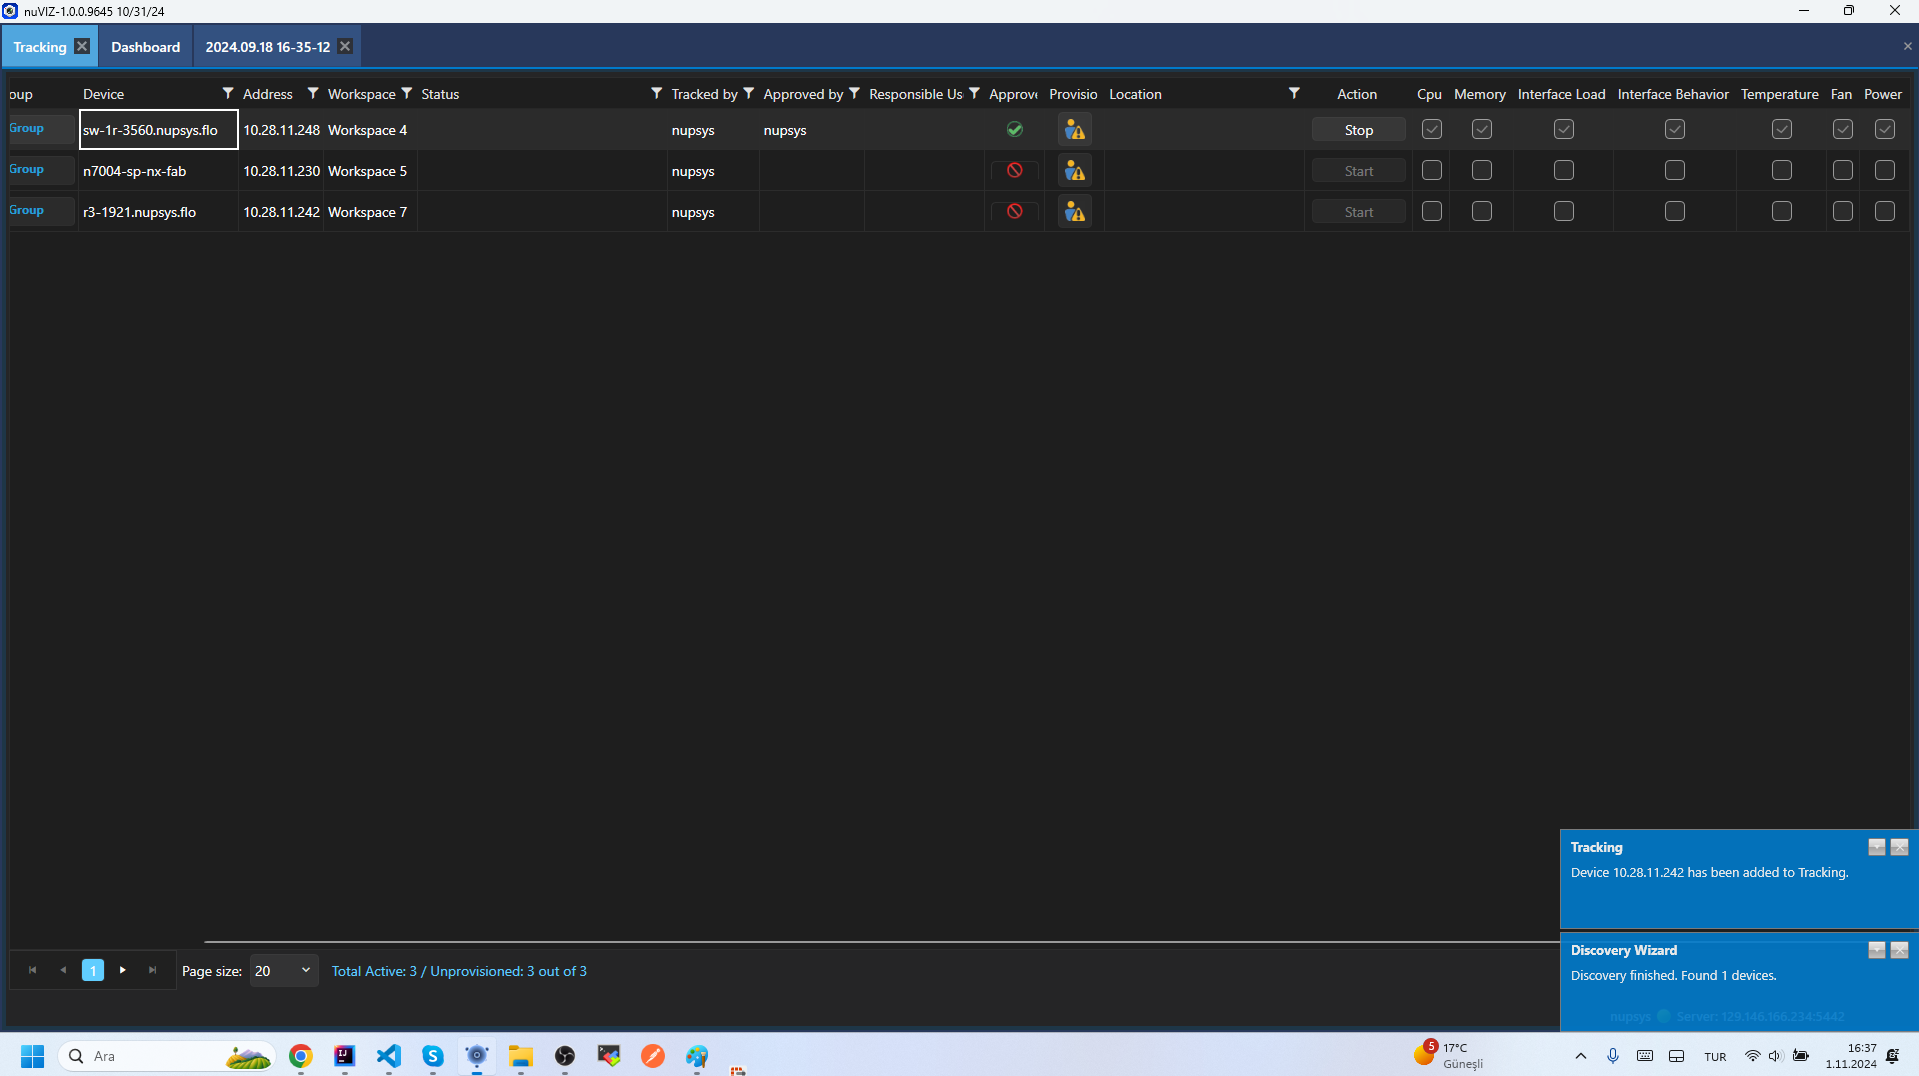 nuVIZ-1.0.0.9645 10/31/24
Tracking Dashboard 2024.09.18 16-35-12
oup Device Address Workspace Status Tracked by Approved by Responsible Us Approve Provisio Location Action Cpu Memory Interface Load Interface Behavior Temperature Fan Power
Group sw-1r-3560.nupsys.flo 10.28.11.248 Workspace 4 nupsys nupsys Stop
Group n7004-sp-nx-fab 10.28.11.230 Workspace 5 nupsys Start
Group r3-1921.nupsys.flo 10.28.11.242 Workspace 7 nupsys Start
Tracking
Device 10.28.11.242 has been added to Tracking.
Discovery Wizard
Discovery finished. Found 1 devices.
1 Page size: 20 Total Active: 3 / Unprovisioned: 3 out of 3
nupsys Server: 129.146.166.234:5442
Ara
5 17°C
Güneşli
TUR
16:37
1.11.2024